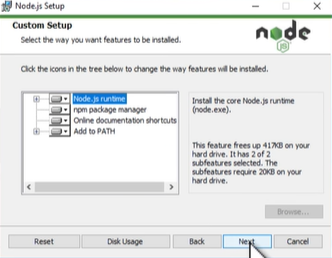 Node.js Setup
Custom Setup
Select the way you want features to be installed.
node
JS
Click the icons in the tree below to change the way features will be installed.
Node.js runtime
npm package manager
Online documentation shortcuts
Add to PATH
Install the core Node.js runtime
(node.exe).
This feature frees up 417KB on your
hard drive. It has 2 of 2
subfeatures selected. The
subfeatures require 20KB on your
hard drive.
Browse...
Reset
Disk Usage
Back
Next
Cancel